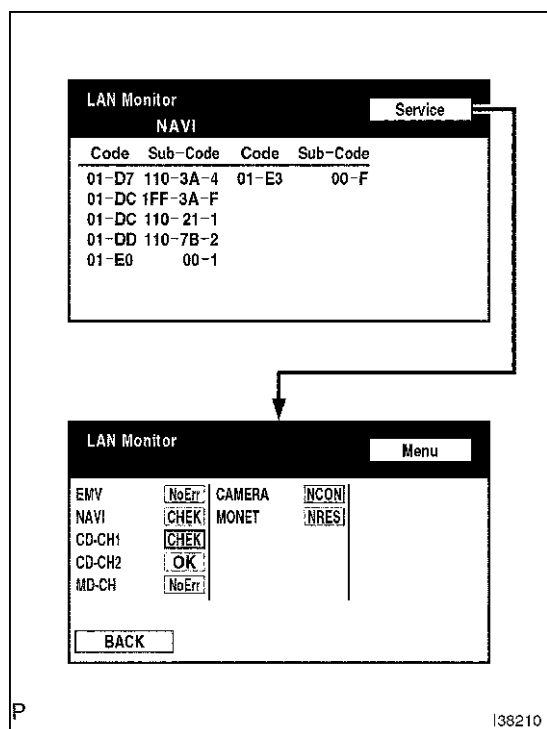 LAN Monitor
Service
NAVI
Code Sub-Code Code Sub-Code
01-D7 110-3A-4 01-E3 00-F
01-DC 1FF-3A-F
01-DC 110-21-1
01-DD 110-7B-2
01-E0 00-1
LAN Monitor
Menu
EMV NoErr CAMERA NCON
NAVI CHEK MONET NRES
CD-CH1 CHEK
CD-CH2 OK
MD-CH NoErr
BACK
P
I38210